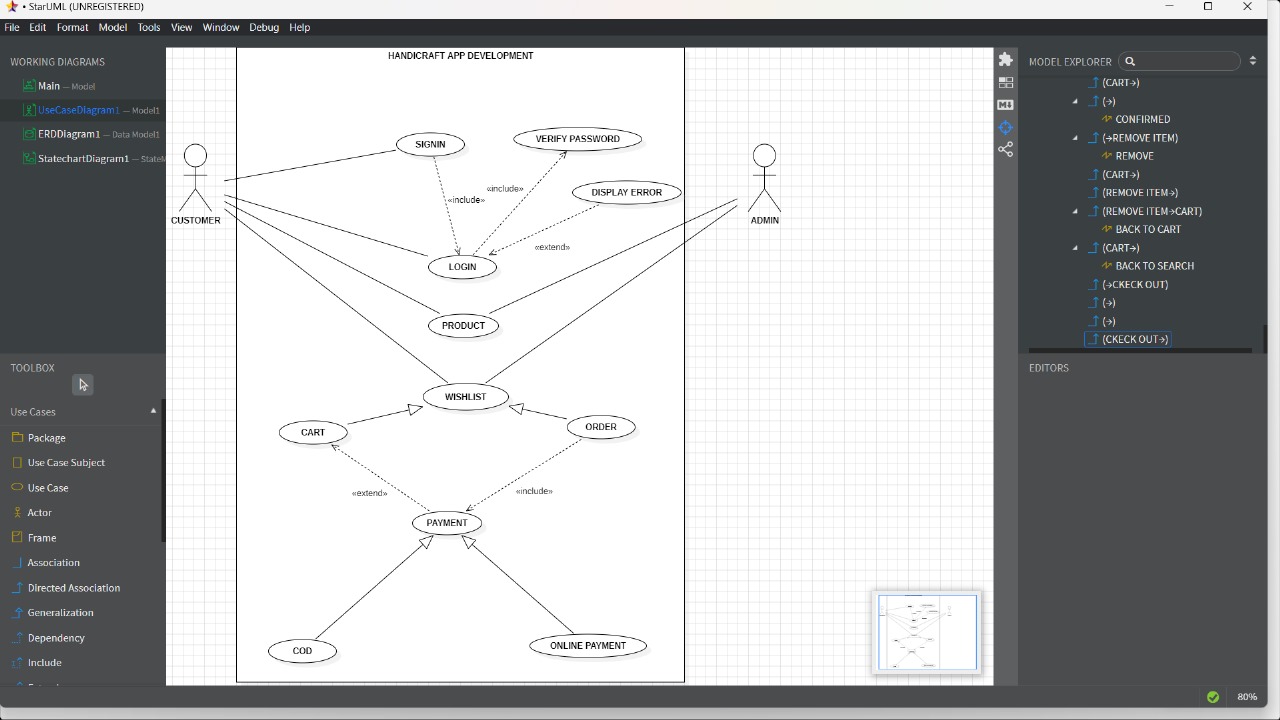 • StarUML (UNREGISTERED)
File Edit Format Model Tools View Window Debug Help
WORKING DIAGRAMS
Main — Model
UseCaseDiagram1 — Model1
ERDDiagram1 — Data Model1
StatechartDiagram1 — StateM
TOOLBOX
Use Cases
Package
Use Case Subject
Use Case
Actor
Frame
Association
Directed Association
Generalization
Dependency
Include
HANDICRAFT APP DEVELOPMENT
SIGNIN
VERIFY PASSWORD
«include»
«include»
DISPLAY ERROR
CUSTOMER
ADMIN
«extend»
LOGIN
PRODUCT
WISHLIST
CART
ORDER
«extend»
«include»
PAYMENT
COD
ONLINE PAYMENT
MODEL EXPLORER
(CART→)
(→)
CONFIRMED
(→REMOVE ITEM)
REMOVE
(CART→)
(REMOVE ITEM→)
(REMOVE ITEM→CART)
BACK TO CART
(CART→)
BACK TO SEARCH
(→CKECK OUT)
(→)
(→)
(CKECK OUT→)
EDITORS
80%